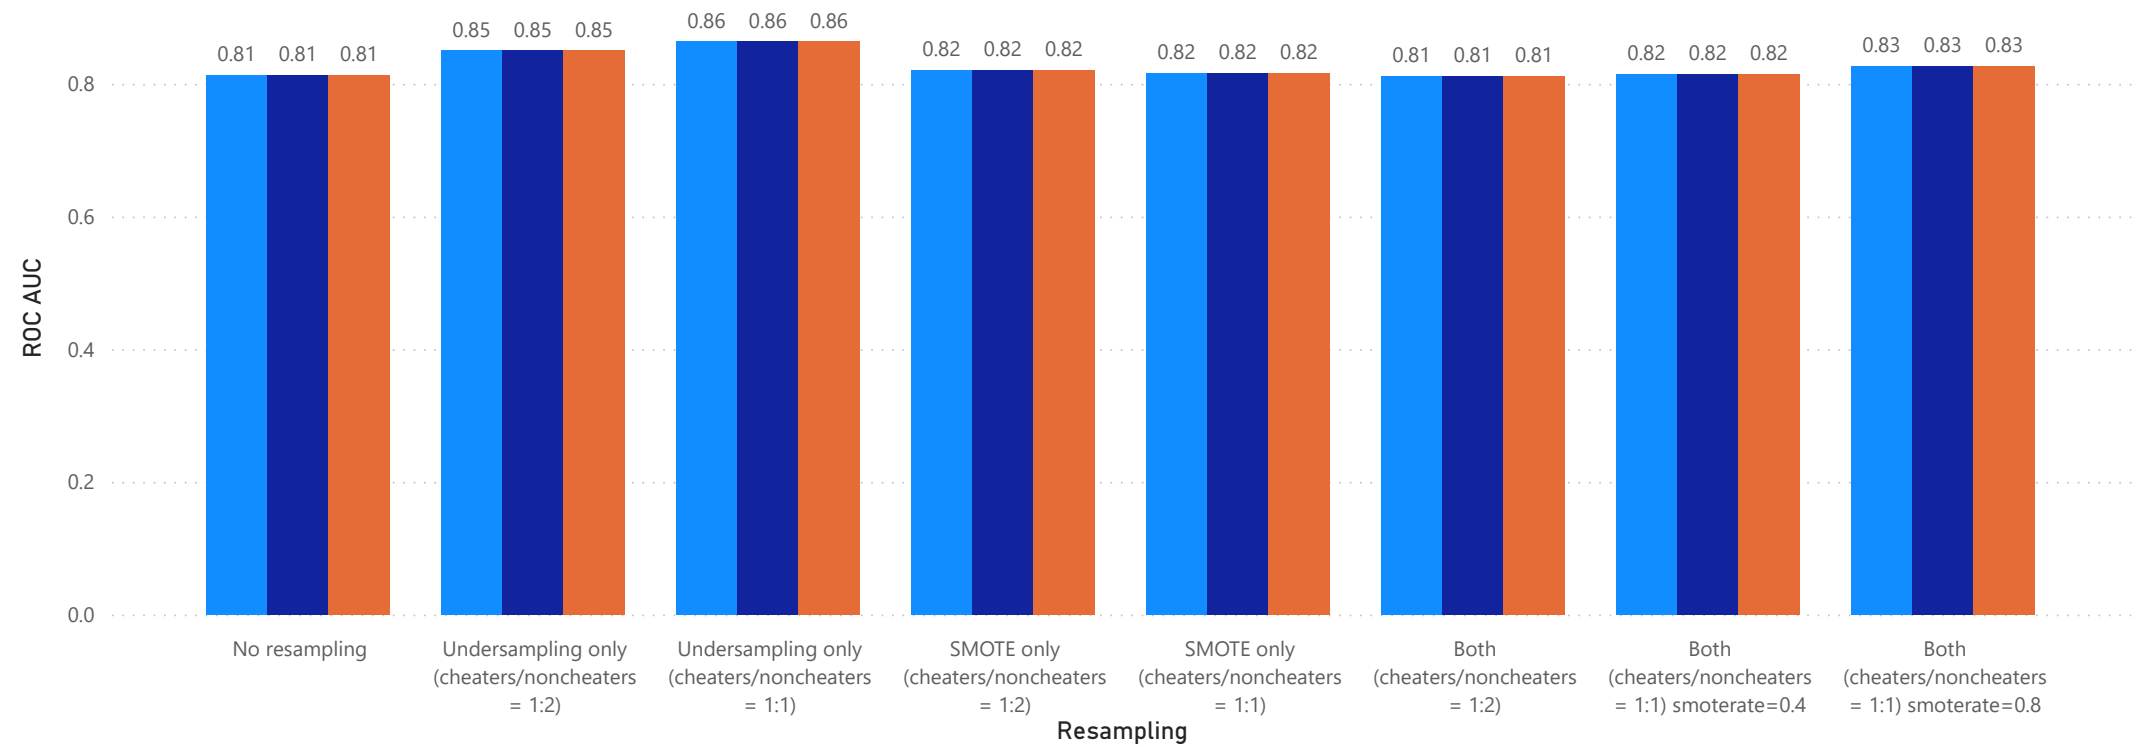 0.86 0.86 0.86
0.85 0.85 0.85
0.83 0.83 0.83
0.82 0.82 0.82
0.82 0.82 0.82
0.82 0.82 0.82
0.81 0.81 0.81
0.81 0.81 0.81
0.8
0.6
0.4
0.2
0.0
ROC AUC
No resampling
Undersampling only
(cheaters/noncheaters
= 1:2)
Undersampling only
(cheaters/noncheaters
= 1:1)
SMOTE only
(cheaters/noncheaters
= 1:2)
SMOTE only
(cheaters/noncheaters
= 1:1)
Both
(cheaters/noncheaters
= 1:2)
Both
(cheaters/noncheaters
= 1:1) smoterate=0.4
Both
(cheaters/noncheaters
= 1:1) smoterate=0.8
Resampling